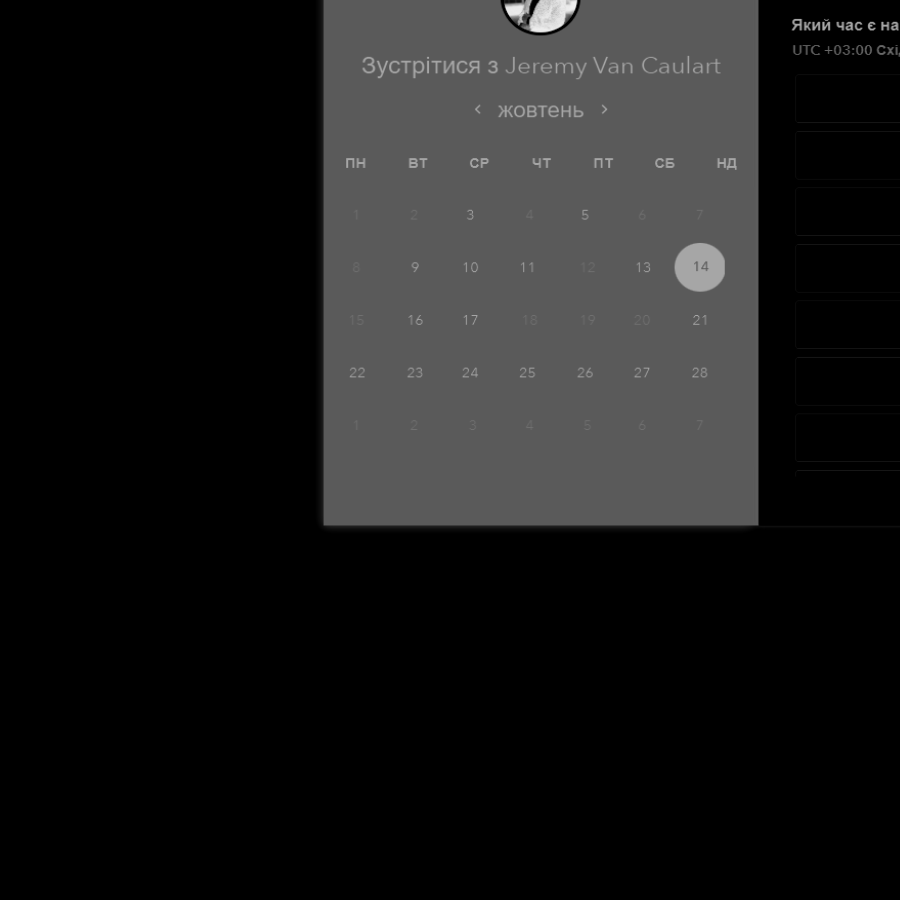 Зустрітися з Jeremy Van Caulart
‹ жовтень ›
ПН ВТ СР ЧТ ПТ СБ НД
1 2 3 4 5 6 7
8 9 10 11 12 13 14
15 16 17 18 19 20 21
22 23 24 25 26 27 28
1 2 3 4 5 6 7
Який час є на
UTC +03:00 Схі